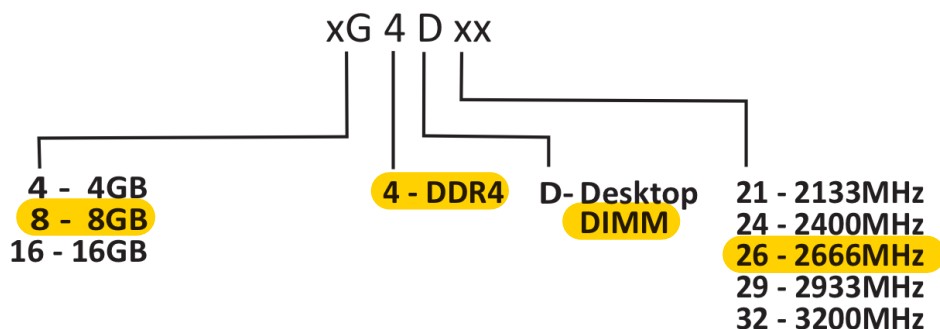 xG 4 D xx
4 - 4GB
8 - 8GB
16 - 16GB
4 - DDR4
D- Desktop
DIMM
21 - 2133MHz
24 - 2400MHz
26 - 2666MHz
29 - 2933MHz
32 - 3200MHz